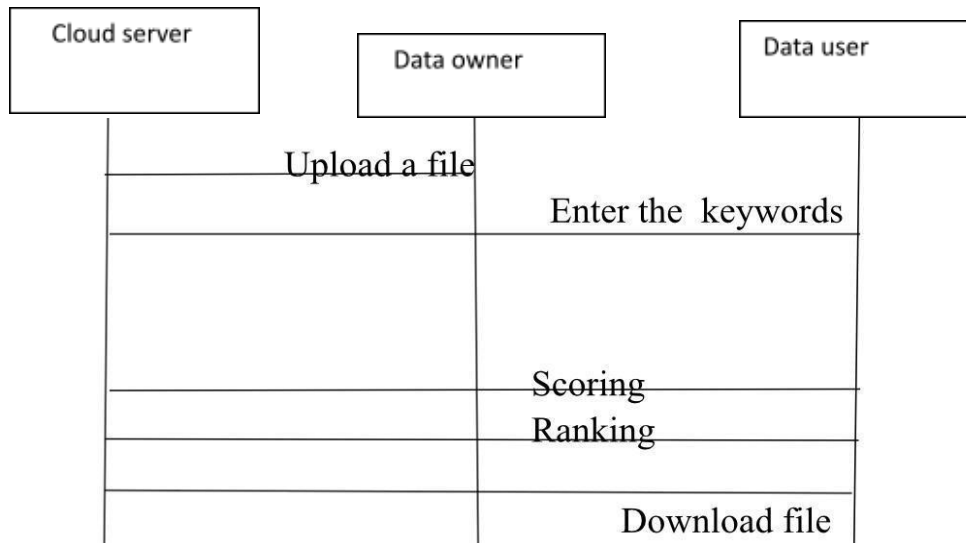 Cloud server
Data owner
Data user
Upload a file
Enter the keywords
Scoring
Ranking
Download file